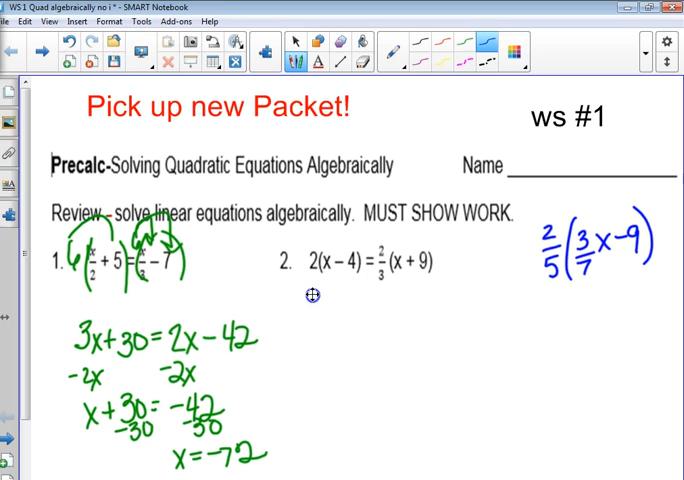 WS 1 Quad algebraically no i * - SMART Notebook
File Edit View Insert Format Tools Add-ons Help
Pick up new Packet!
ws #1
Precalc-Solving Quadratic Equations Algebraically Name
Review - solve linear equations algebraically. MUST SHOW WORK.
1. 6(x/2 + 5) = 6(x/3 - 7)
2. 2(x – 4) = 2/3 (x + 9)
2/5 (3/7 x - 9)
3x + 30 = 2x - 42
-2x -2x
x + 30 = -42
-30 -30
x = -72